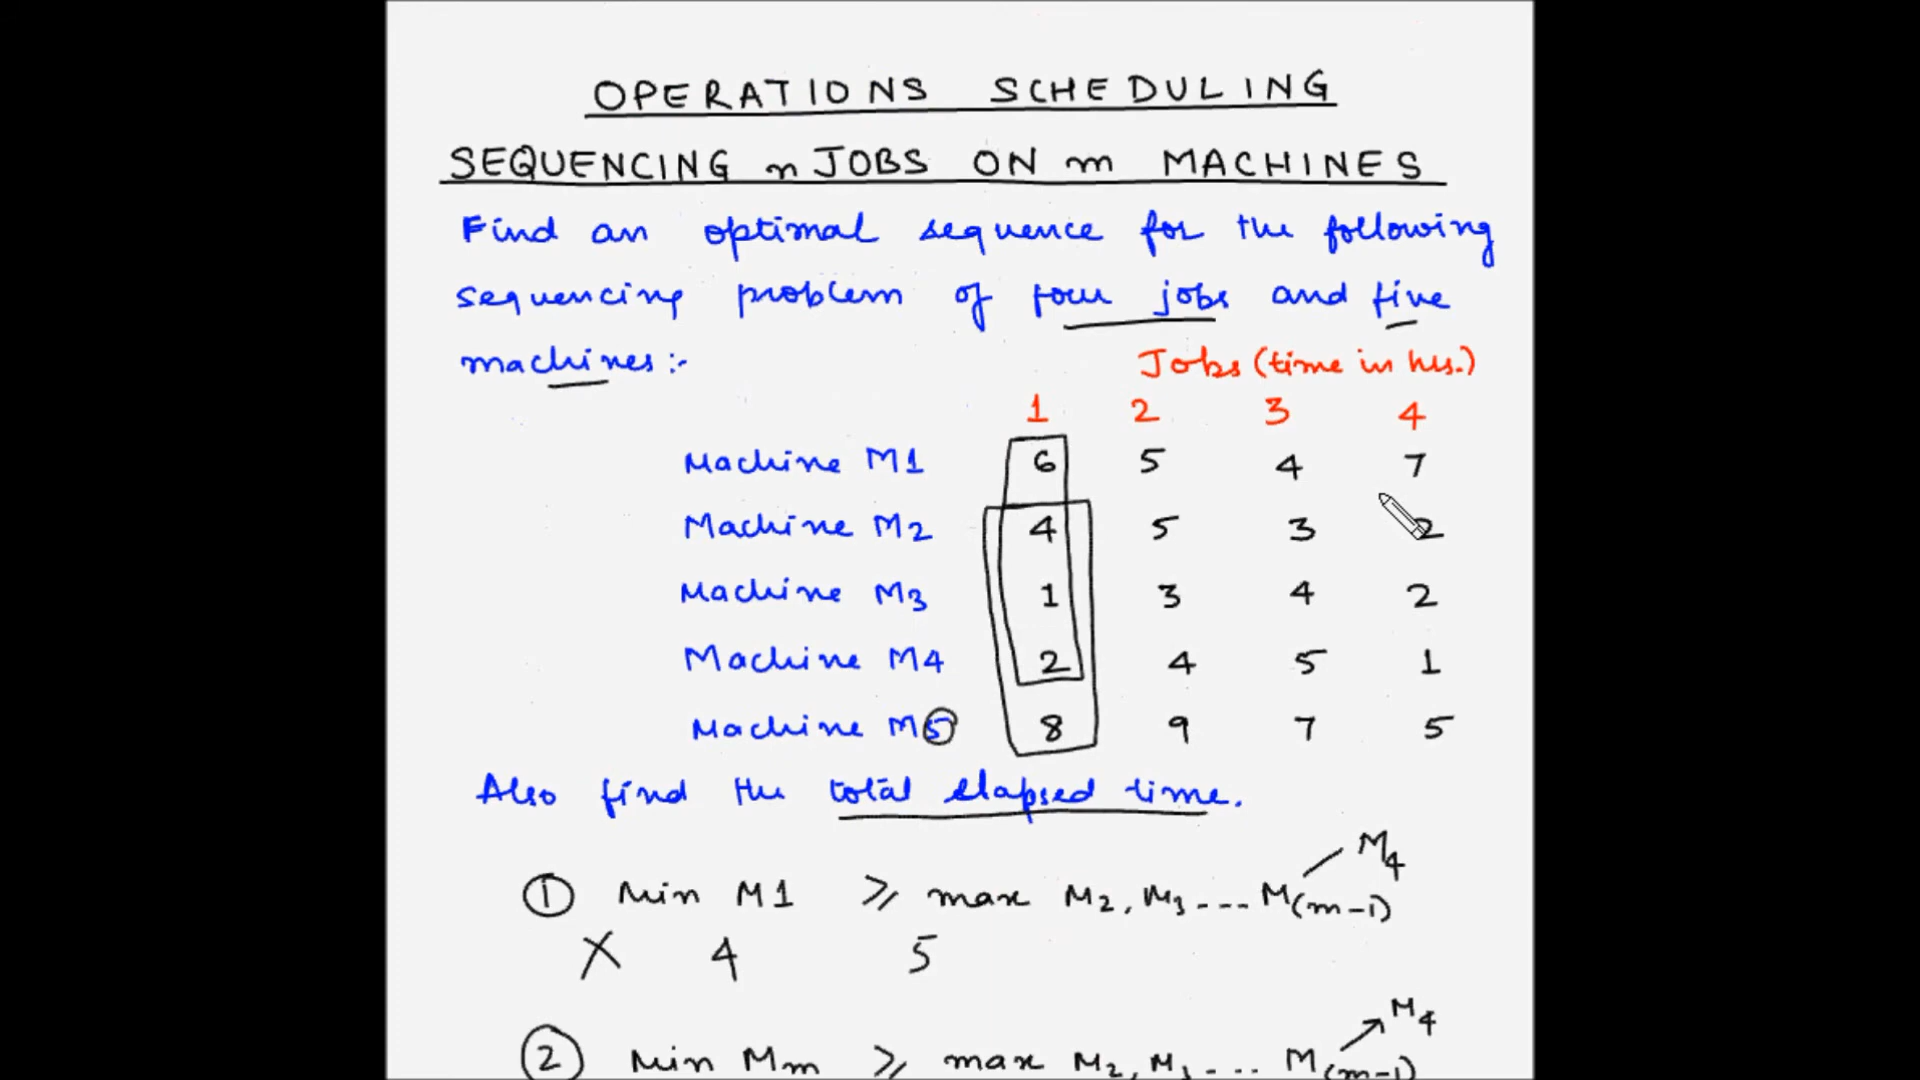 OPERATIONS SCHEDULING
SEQUENCING n JOBS ON m MACHINES
Find an optimal sequence for the following
sequencing problem of four jobs and five
machines :-
Jobs (time in hrs.)
1 2 3 4
Machine M1 6 5 4 7
Machine M2 4 5 3 2
Machine M3 1 3 4 2
Machine M4 2 4 5 1
Machine M5 8 9 7 5
Also find the total elapsed time.
M4
① Min M1 ⩾ max M2, M3 ---- M(m-1)
X 4 5
M4
② Min Mm ⩾ max M2, M3 ---- M(m-1)